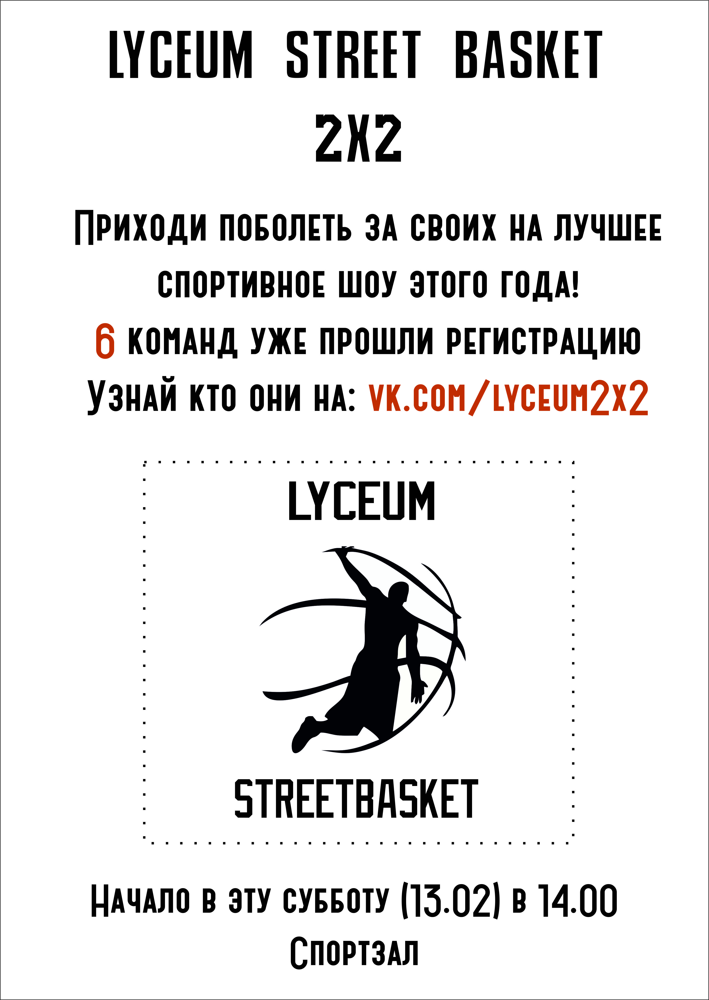 LYCEUM STREET BASKET
2X2
Приходи поболеть за своих на лучшее
спортивное шоу этого года!
6 команд уже прошли регистрацию
Узнай кто они на: vk.com/lyceum2x2
LYCEUM
STREETBASKET
Начало в эту субботу (13.02) в 14.00
Спортзал